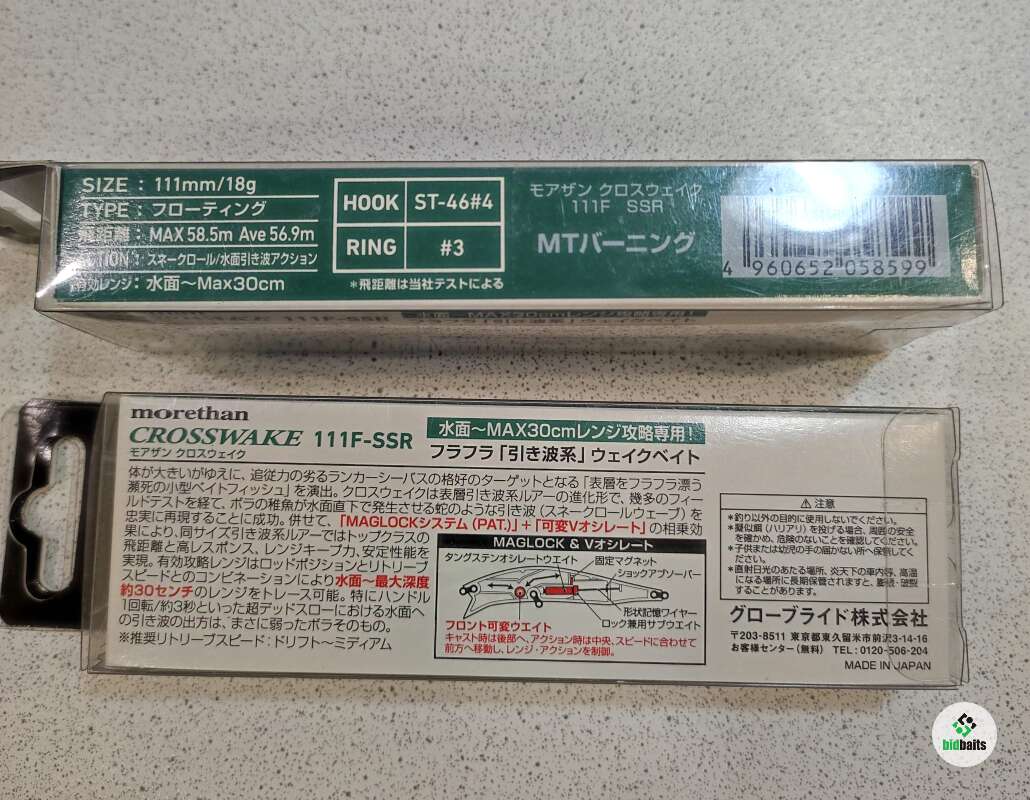 SIZE : 111mm/18g
TYPE : フローティング
飛距離 : MAX 58.5m Ave 56.9m
ACTION : スネークロール/水面引き波アクション
有効レンジ : 水面〜Max30cm
HOOK ST-46#4
RING #3
*飛距離は当社テストによる
モアザン クロスウェイク
111F SSR
MTバーニング
4 960652 058599
111F-SSR
morethan
CROSSWAKE 111F-SSR
モアザン クロスウェイク
水面〜MAX30cmレンジ攻略専用!
フラフラ「引き波系」ウェイクベイト
体が大きいがゆえに、追従力の劣るランカーシーバスの格好のターゲットとなる「表層をフラフラ漂う
瀕死の小型ベイトフィッシュ」を演出。クロスウェイクは表層引き波系ルアーの進化形で、幾多のフィー
ルドテストを経て、ボラの稚魚が水面直下で発生させる蛇のような引き波(スネークロールウェーブ)を
忠実に再現することに成功。併せて、「MAGLOCKシステム (PAT.)」+「可変Vオシレート」の相乗効
果により、同サイズ引き波系ルアーではトップクラスの
飛距離と高レスポンス、レンジキープ力、安定性能を
実現。有効攻略レンジはロッドポジションとリトリーブ
スピードとのコンビネーションにより水面〜最大深度
約30センチのレンジをトレース可能。特にハンドル
1回転/約3秒といった超デッドスローにおける水面へ
の引き波の出方は、まさに弱ったボラそのもの。
※推奨リトリーブスピード:ドリフト〜ミディアム
MAGLOCK & Vオシレート
タングステンオシレートウエイト
固定マグネット
ショックアブソーバー
形状記憶ワイヤー
ロック兼用サブウエイト
フロント可変ウエイト
キャスト時は後部へ、アクション時は中央、スピードに合わせて
前方へ移動し、レンジ・アクションを制御。
⚠注意
*釣り以外の目的に使用しないでください。
*擬似餌(ハリアリ)を投げる場合、周囲の安全
を確かめ、危険のないことを確認してください。
*子供または幼児の手の届かない所へ保管してく
ださい。
*直射日光のあたる場所、炎天下の車内等、高温
になる場所に長期保管されますと、膨張・変形
することがあります。
グローブライド株式会社
〒203-8511 東京都東久留米市前沢3-14-16
お客様センター(無料) TEL:0120-506-204
MADE IN JAPAN
bidbaits